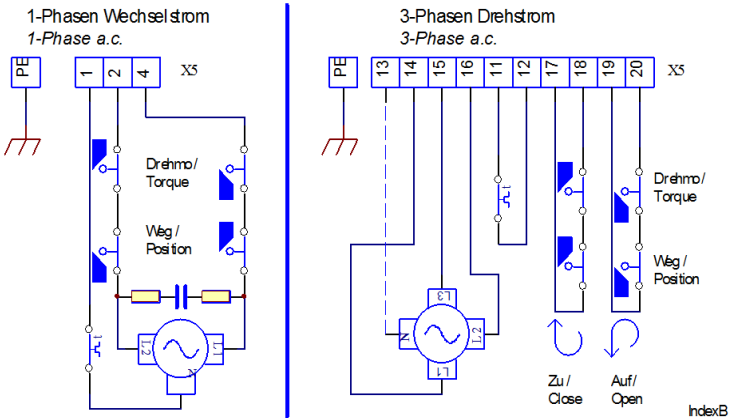 1-Phasen Wechselstrom
1-Phase a.c.
PE
1 2 4 X5
Drehmo/
Torque
Weg /
Position
t
L2 L1
N
3-Phasen Drehstrom
3-Phase a.c.
PE
13 14 15 16 11 12 17 18 19 20 X5
t
Drehmo/
Torque
Weg /
Position
L3
N L2
L1
Zu /
Close
Auf /
Open
IndexB